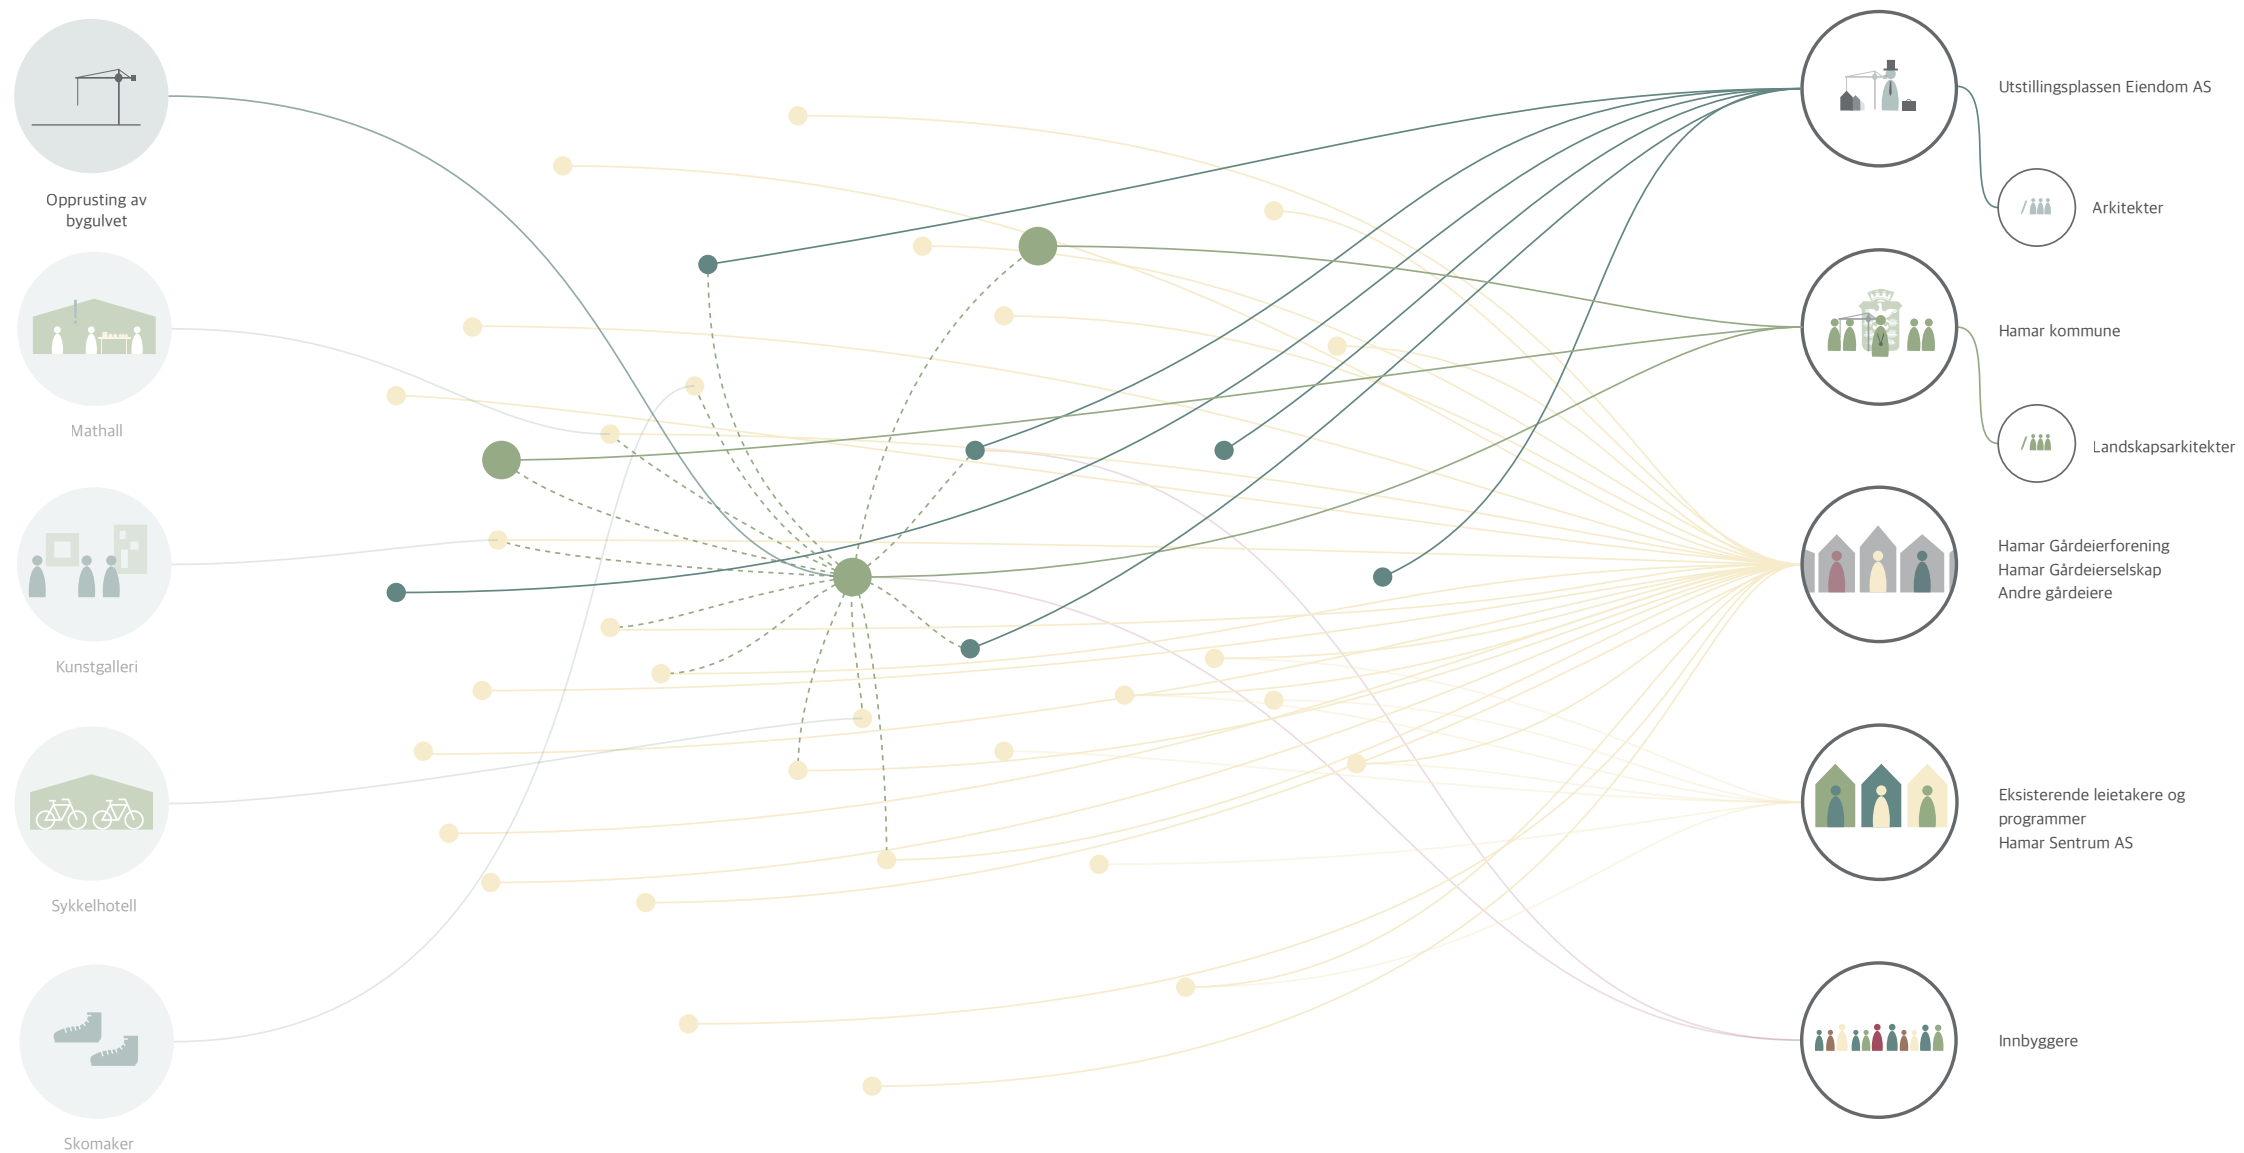 Opprusting av
bygulvet
Mathall
Kunstgalleri
Sykkelhotell
Skomaker
Utstillingsplassen Eiendom AS
Arkitekter
Hamar kommune
Landskapsarkitekter
Hamar Gårdeierforening
Hamar Gårdeierselskap
Andre gårdeiere
Eksisterende leietakere og
programmer
Hamar Sentrum AS
Innbyggere